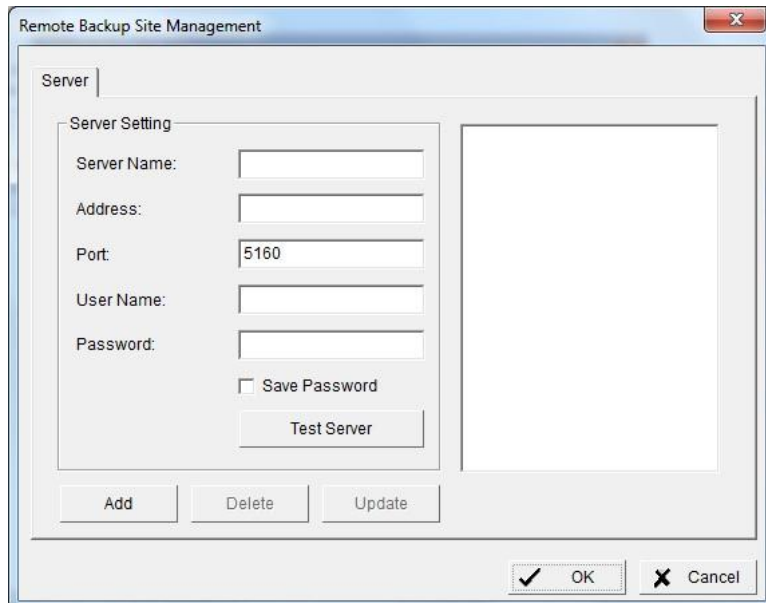 Remote Backup Site Management
Server
Server Setting
Server Name:
Address:
Port: 5160
User Name:
Password:
Save Password
Test Server
Add Delete Update
OK Cancel